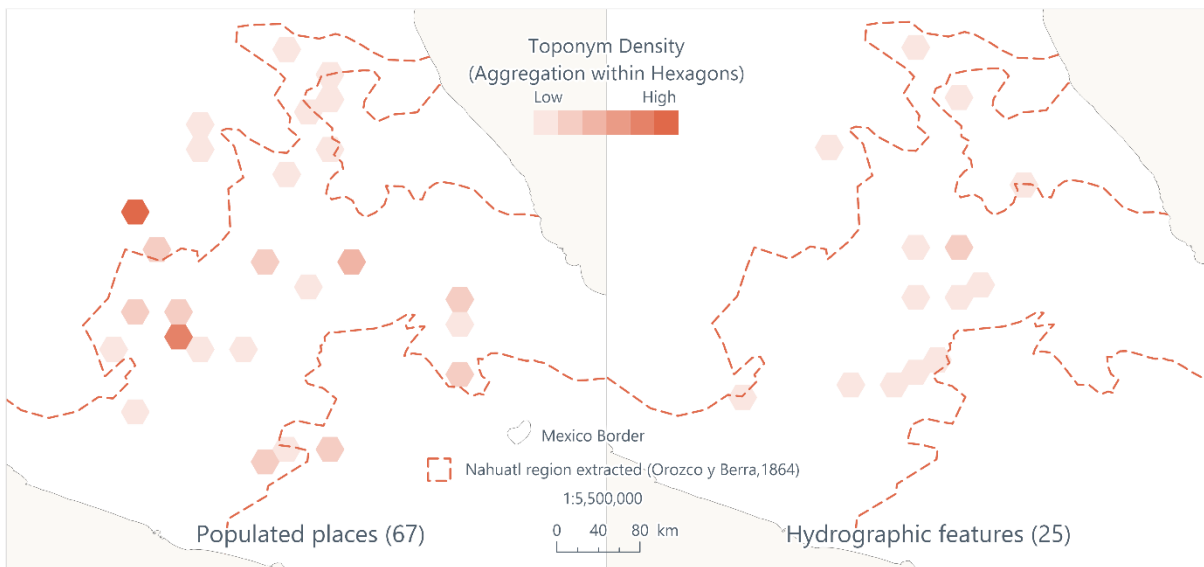 Toponym Density
(Aggregation within Hexagons)
Low High
Mexico Border
Nahuatl region extracted (Orozco y Berra,1864)
1:5,500,000
0 40 80 km
Populated places (67)
Hydrographic features (25)